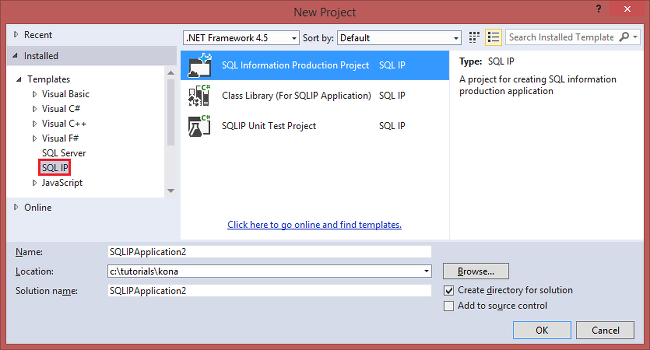 New Project
?
Recent
Installed
Templates
Visual Basic
Visual C#
Visual C++
Visual F#
SQL Server
SQL IP
JavaScript
Online
.NET Framework 4.5 Sort by: Default
Search Installed Template
SQL Information Production Project SQL IP
C#
Class Library (For SQLIP Application) SQL IP
C#
SQLIP Unit Test Project SQL IP
Click here to go online and find templates.
Type: SQL IP
A project for creating SQL information
production application
Name: SQLIPApplication2
Location: c:\tutorials\kona Browse...
Solution name: SQLIPApplication2
Create directory for solution
Add to source control
OK Cancel